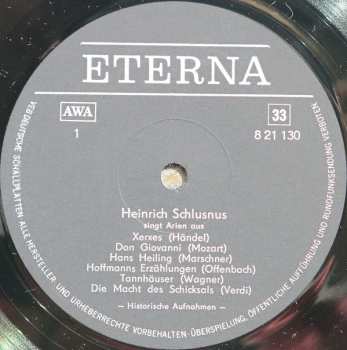 ETERNA
AWA
33
1
8 21 130
Heinrich Schlusnus
singt Arien aus
Xerxes (Händel)
Don Giovanni (Mozart)
Hans Heiling (Marschner)
Hoffmanns Erzählungen (Offenbach)
Tannhäuser (Wagner)
Die Macht des Schicksals (Verdi)
— Historische Aufnahmen —
VEB DEUTSCHE SCHALLPLATTEN · ALLE HERSTELLER- UND URHEBERRECHTE VORBEHALTEN · ÜBERSPIELUNG, ÖFFENTLICHE AUFFÜHRUNG UND RUNDFUNKSENDUNG VERBOTEN